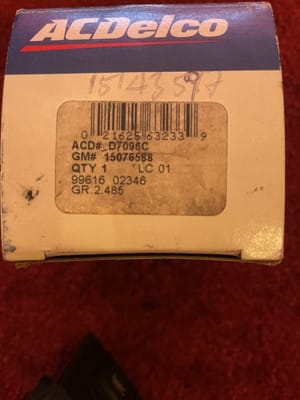 ACDelco
15143597
0 21625 63233 9
ACD# D7096C
GM# 15076588
QTY 1 LC 01
99616 02346
GR.2.485